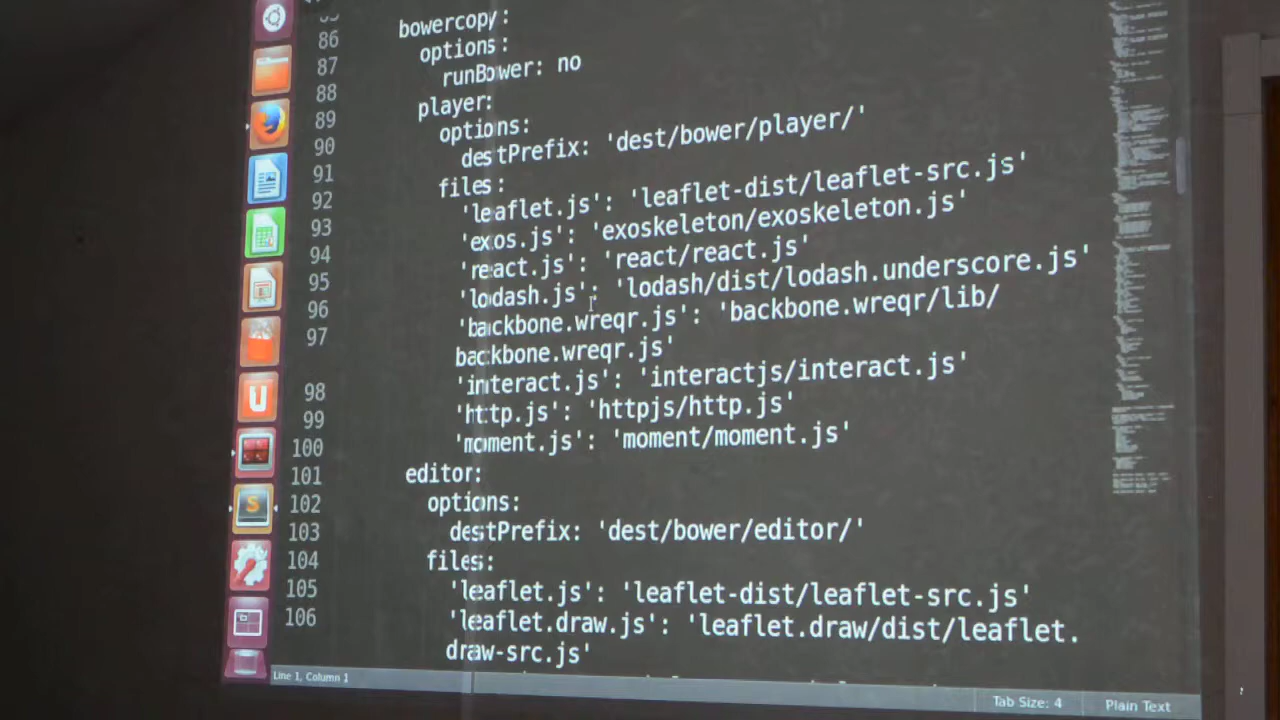 86 bowercopy:
87 options:
88 runBower: no
89 player:
90 options:
91 destPrefix: 'dest/bower/player/'
92 files:
93 'leaflet.js': 'leaflet-dist/leaflet-src.js'
94 'exos.js': 'exoskeleton/exoskeleton.js'
95 'react.js': 'react/react.js'
96 'lodash.js': 'lodash/dist/lodash.underscore.js'
97 'backbone.wreqr.js': 'backbone.wreqr/lib/
backbone.wreqr.js'
98 'interact.js': 'interactjs/interact.js'
99 'http.js': 'httpjs/http.js'
100 'moment.js': 'moment/moment.js'
101 editor:
102 options:
103 destPrefix: 'dest/bower/editor/'
104 files:
105 'leaflet.js': 'leaflet-dist/leaflet-src.js'
106 'leaflet.draw.js': 'leaflet.draw/dist/leaflet.
draw-src.js'
Line 1, Column 1
Tab Size: 4
Plain Text